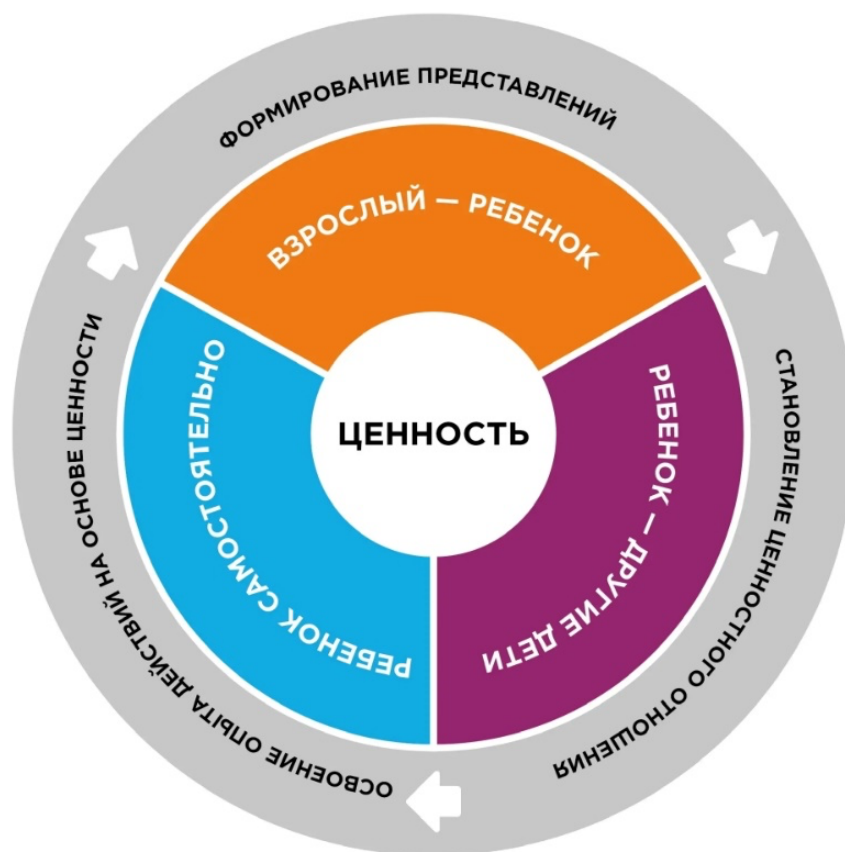 ФОРМИРОВАНИЕ ПРЕДСТАВЛЕНИЙ
ВЗРОСЛЫЙ — РЕБЕНОК
СТАНОВЛЕНИЕ ЦЕННОСТНОГО ОТНОШЕНИЯ
РЕБЕНОК — ДРУГИЕ ДЕТИ
ОСВОЕНИЕ ОПЫТА ДЕЙСТВИЙ НА ОСНОВЕ ЦЕННОСТИ
РЕБЕНОК САМОСТОЯТЕЛЬНО
ЦЕННОСТЬ